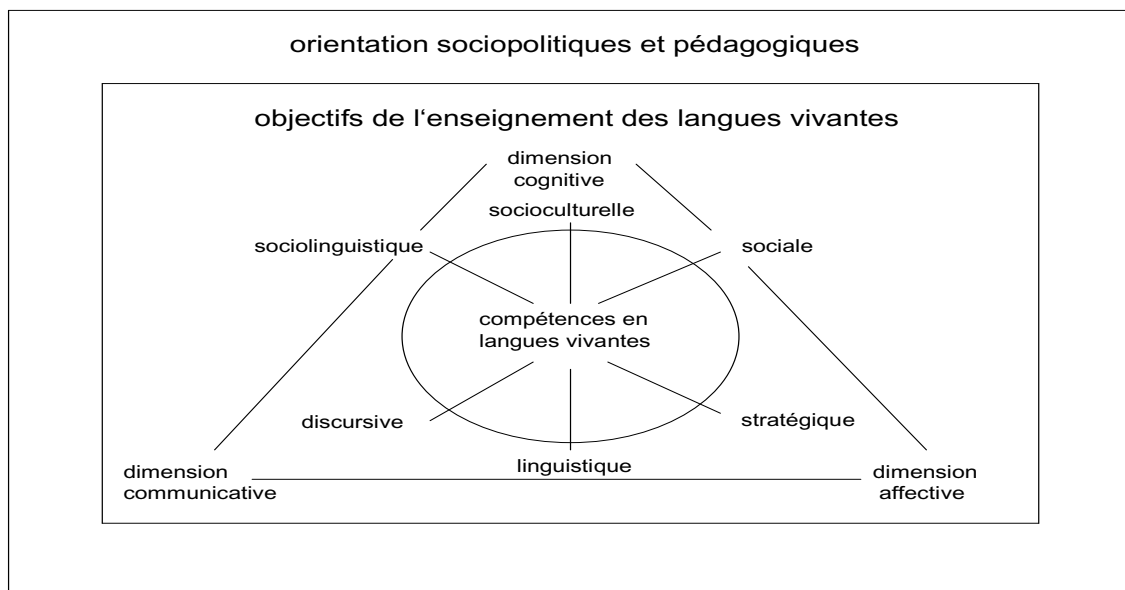 orientation sociopolitiques et pédagogiques
objectifs de l‘enseignement des langues vivantes
dimension
cognitive
socioculturelle
sociolinguistique
sociale
compétences en
langues vivantes
discursive
stratégique
linguistique
dimension
communicative
dimension
affective